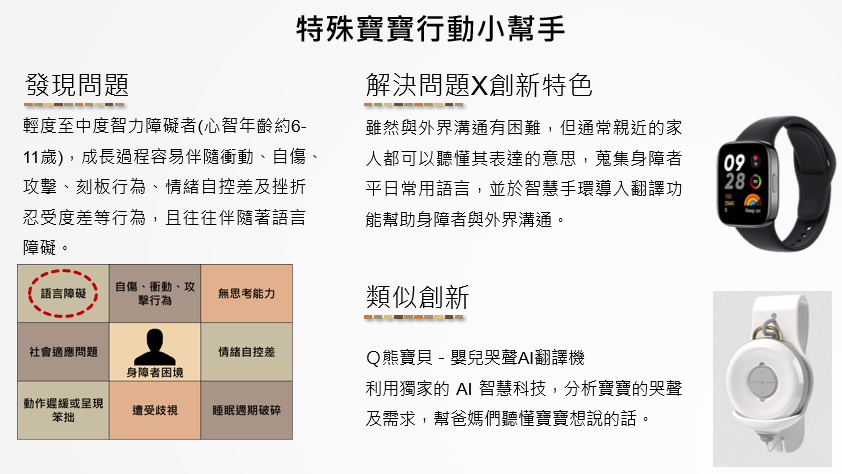 特殊寶寶行動小幫手
發現問題
輕度至中度智力障礙者(心智年齡約6-
11歲)，成長過程容易伴隨衝動、自傷、
攻擊、刻板行為、情緒自控差及挫折
忍受度差等行為，且往往伴隨著語言
障礙。
語言障礙
自傷、衝動、攻
擊行為
無思考能力
社會適應問題
身障者困境
情緒自控差
動作遲緩或呈現
笨拙
遭受歧視
睡眠週期破碎
解決問題X創新特色
雖然與外界溝通有困難，但通常親近的家
人都可以聽懂其表達的意思，蒐集身障者
平日常用語言，並於智慧手環導入翻譯功
能幫助身障者與外界溝通。
09
28
Keep on
類似創新
Q熊寶貝－嬰兒哭聲AI翻譯機
利用獨家的 AI 智慧科技，分析寶寶的哭聲
及需求，幫爸媽們聽懂寶寶想說的話。